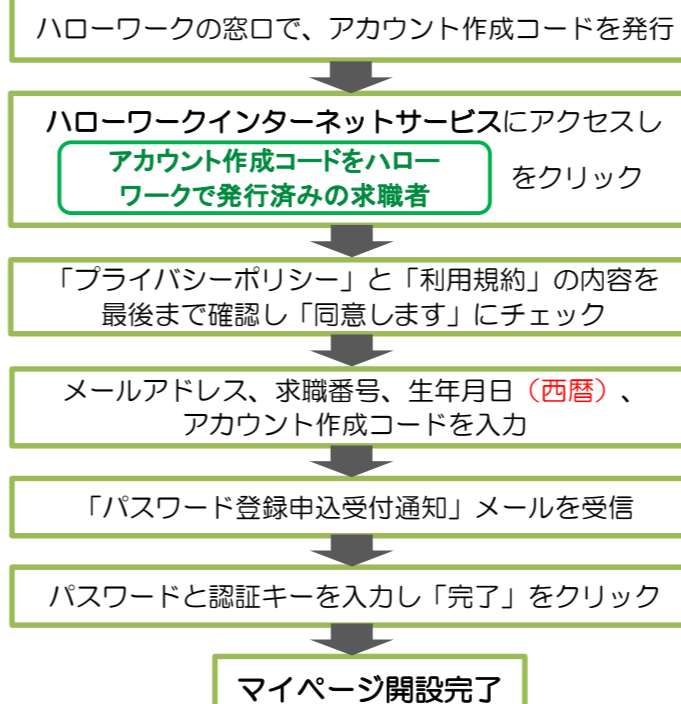 ハローワークの窓口で、アカウント作成コードを発行
ハローワークインターネットサービスにアクセスし
アカウント作成コードをハロー
ワークで発行済みの求職者
をクリック
「プライバシーポリシー」と「利用規約」の内容を
最後まで確認し「同意します」にチェック
メールアドレス、求職番号、生年月日（西暦）、
アカウント作成コードを入力
「パスワード登録申込受付通知」メールを受信
パスワードと認証キーを入力し「完了」をクリック
マイページ開設完了